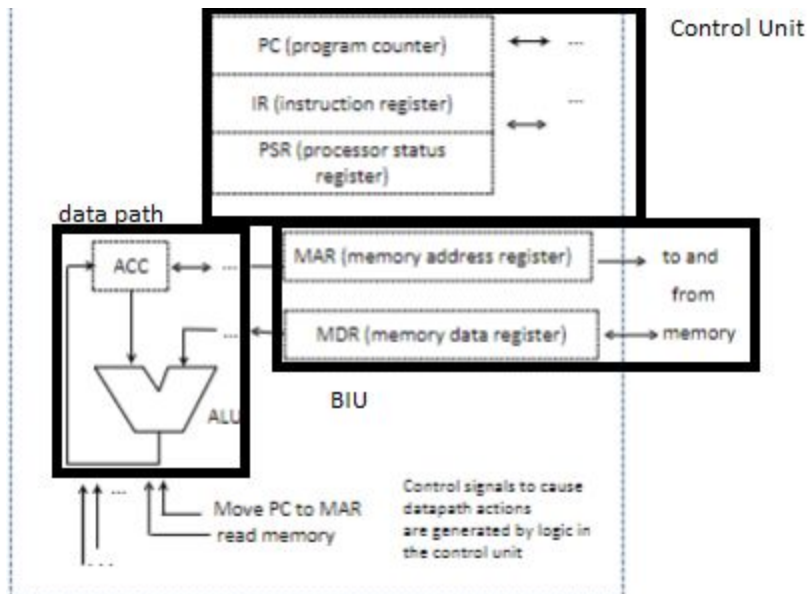 Control Unit
PC (program counter)
...
IR (instruction register)
...
PSR (processor status
register)
data path
ACC
...
MAR (memory address register)
to and
from
memory
...
MDR (memory data register)
ALU
BIU
...
Move PC to MAR
read memory
...
Control signals to cause
datapath actions
are generated by logic in
the control unit